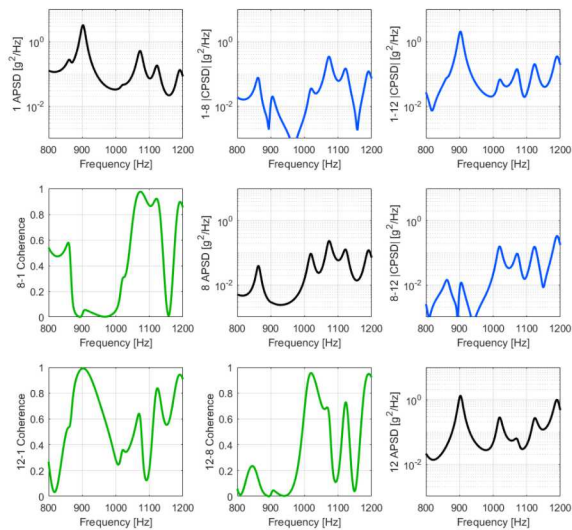 1 APSD [g²/Hz]
10⁰
10⁻²
800 900 1000 1100 1200
Frequency [Hz]
1-8 |CPSD| [g²/Hz]
10⁰
10⁻²
800 900 1000 1100 1200
Frequency [Hz]
1-12 |CPSD| [g²/Hz]
10⁰
10⁻²
800 900 1000 1100 1200
Frequency [Hz]
8-1 Coherence
1
0.8
0.6
0.4
0.2
0
800 900 1000 1100 1200
Frequency [Hz]
8 APSD [g²/Hz]
10⁰
10⁻²
800 900 1000 1100 1200
Frequency [Hz]
8-12 |CPSD| [g²/Hz]
10⁰
10⁻²
800 900 1000 1100 1200
Frequency [Hz]
12-1 Coherence
1
0.8
0.6
0.4
0.2
0
800 900 1000 1100 1200
Frequency [Hz]
12-8 Coherence
1
0.8
0.6
0.4
0.2
0
800 900 1000 1100 1200
Frequency [Hz]
12 APSD [g²/Hz]
10⁰
10⁻²
800 900 1000 1100 1200
Frequency [Hz]